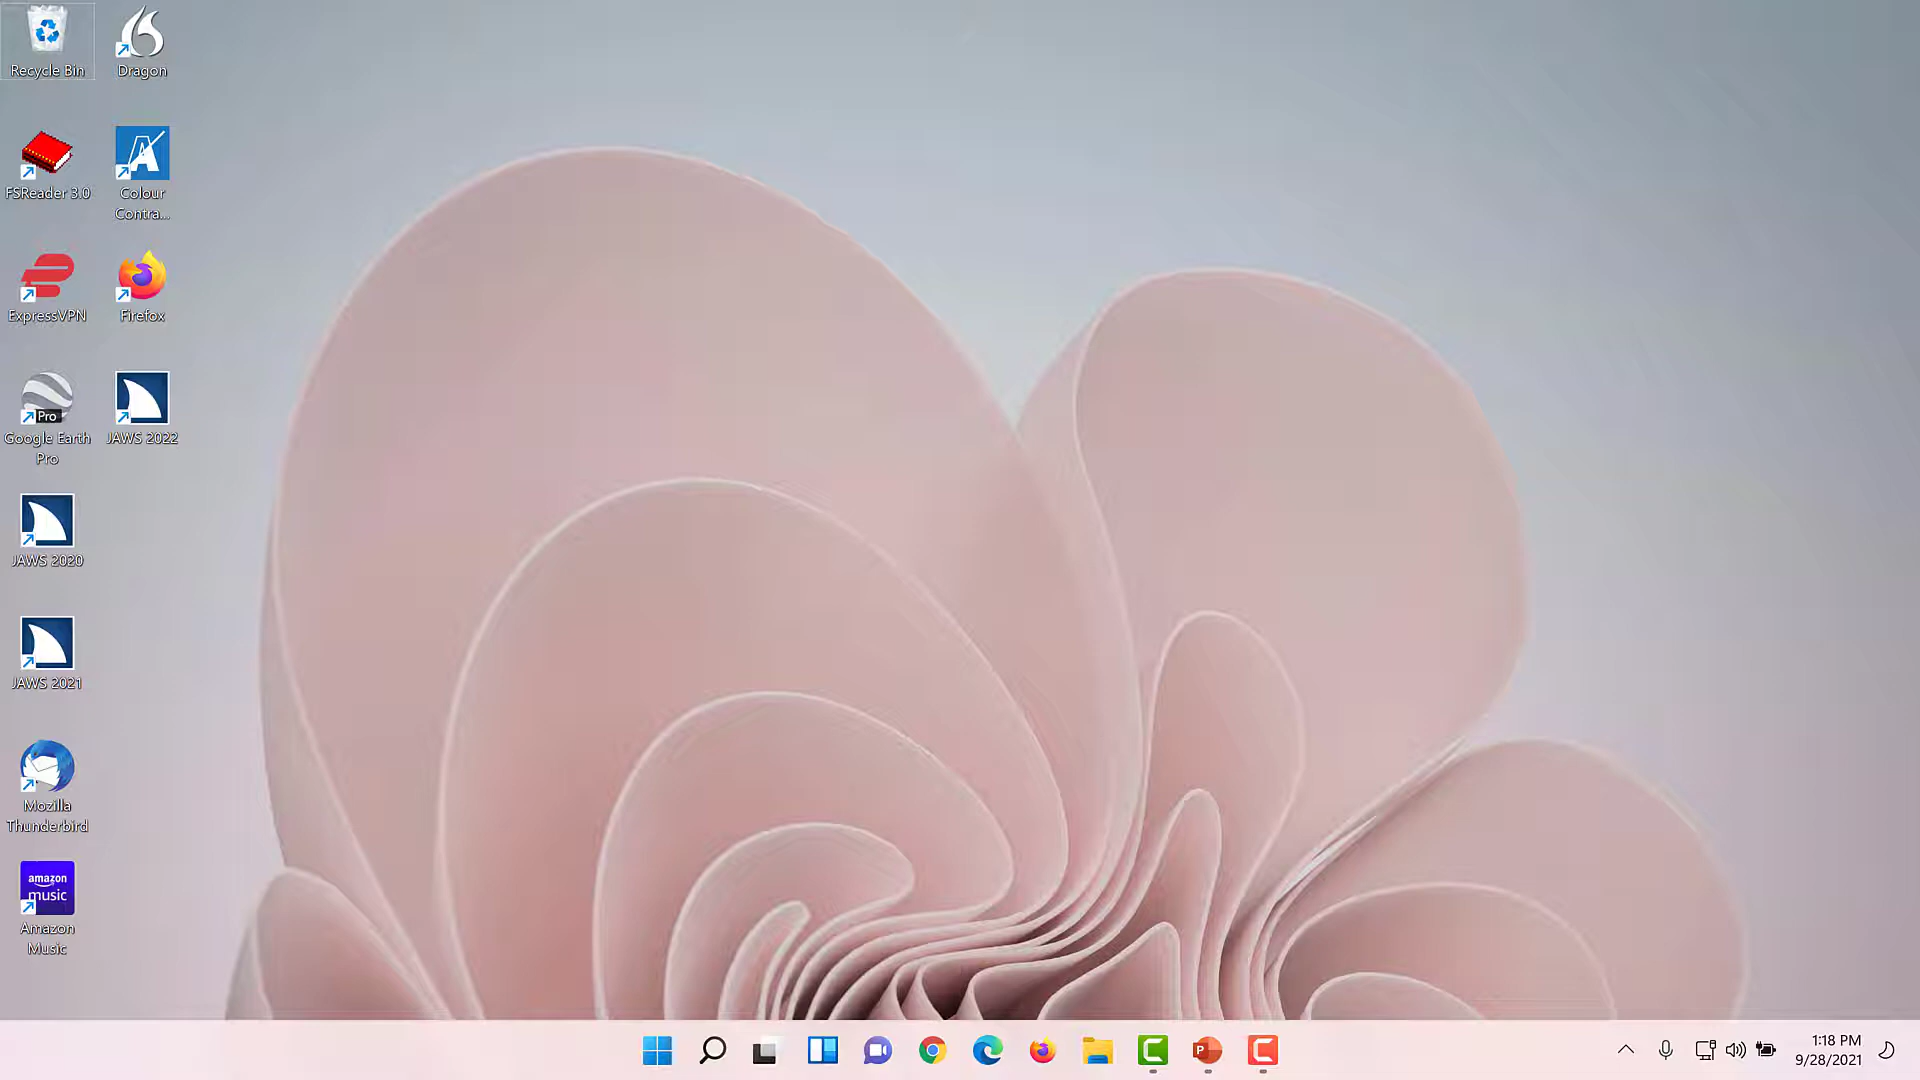 Recycle Bin
Dragon
FSReader 3.0
Colour
Contra...
ExpressVPN
Firefox
Pro
Google Earth
Pro
JAWS 2022
JAWS 2020
JAWS 2021
Mozilla
Thunderbird
amazon
music
Amazon
Music
1:18 PM
9/28/2021